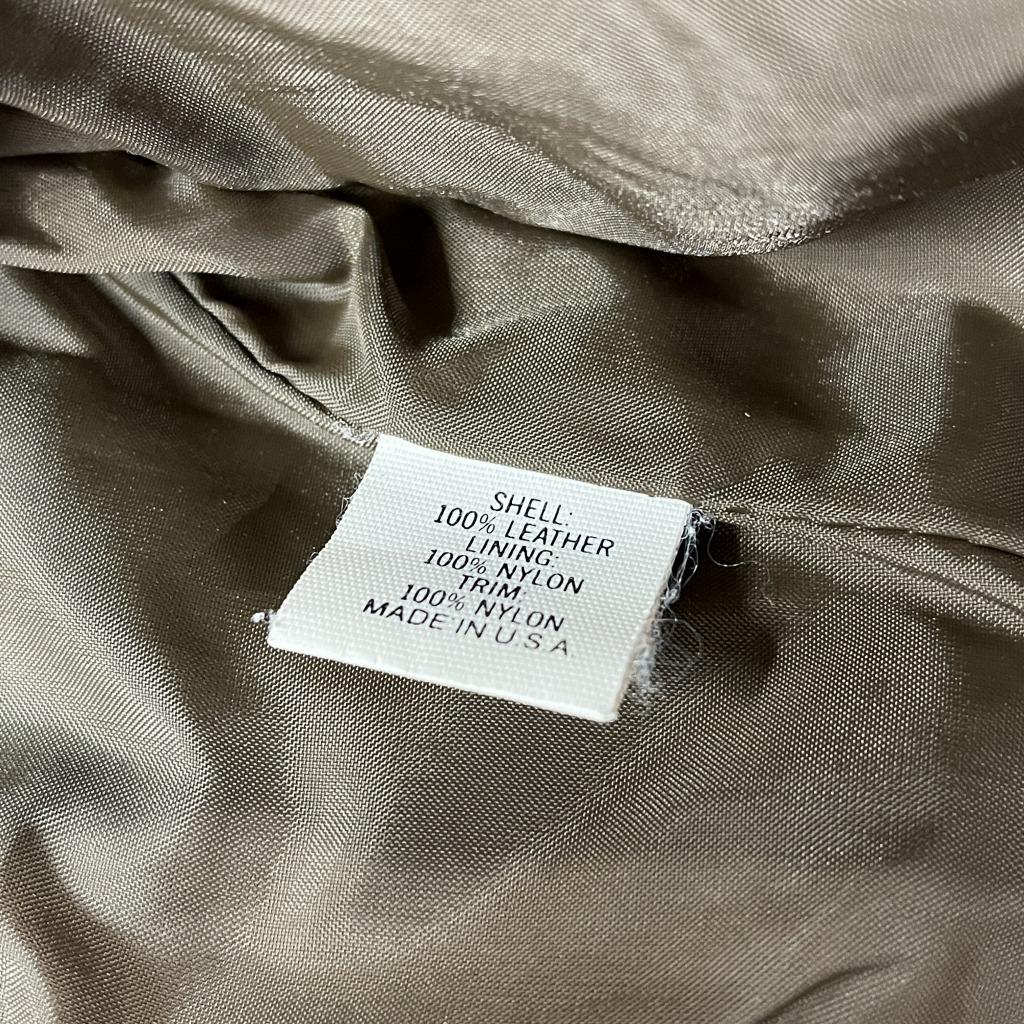 SHELL:
100% LEATHER
LINING:
100% NYLON
TRIM:
100% NYLON
MADE IN U.S.A